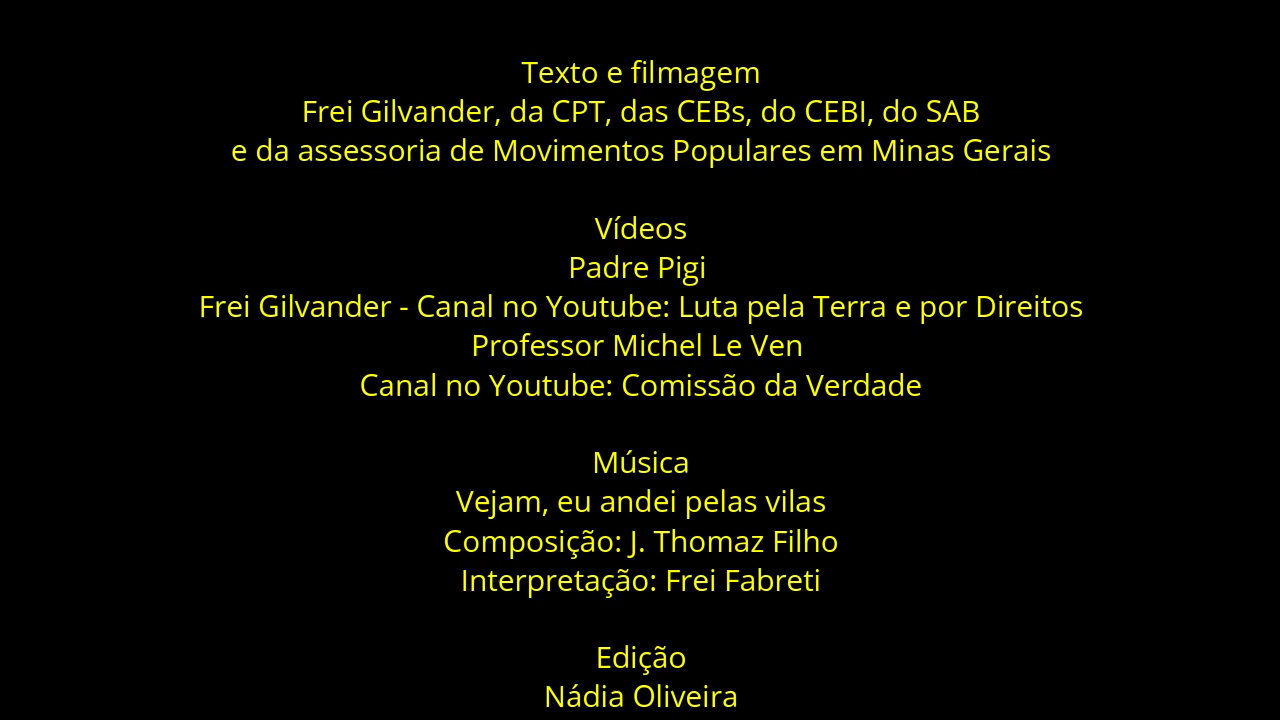 Texto e filmagem
Frei Gilvander, da CPT, das CEBs, do CEBI, do SAB
e da assessoria de Movimentos Populares em Minas Gerais
Vídeos
Padre Pigi
Frei Gilvander - Canal no Youtube: Luta pela Terra e por Direitos
Professor Michel Le Ven
Canal no Youtube: Comissão da Verdade
Música
Vejam, eu andei pelas vilas
Composição: J. Thomaz Filho
Interpretação: Frei Fabreti
Edição
Nádia Oliveira